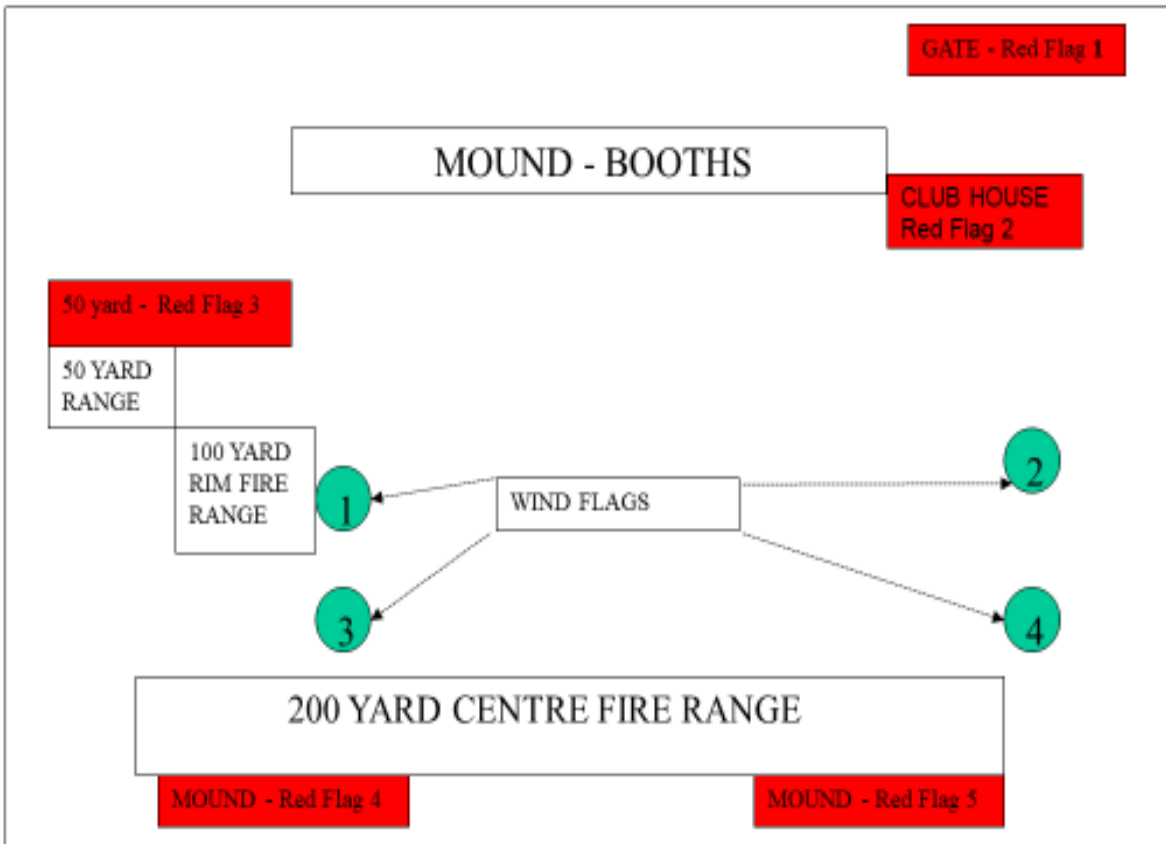 GATE - Red Flag 1
MOUND - BOOTHS
CLUB HOUSE
Red Flag 2
50 yard - Red Flag 3
50 YARD
RANGE
100 YARD
RIM FIRE
RANGE
1
WIND FLAGS
2
3
4
200 YARD CENTRE FIRE RANGE
MOUND - Red Flag 4
MOUND - Red Flag 5